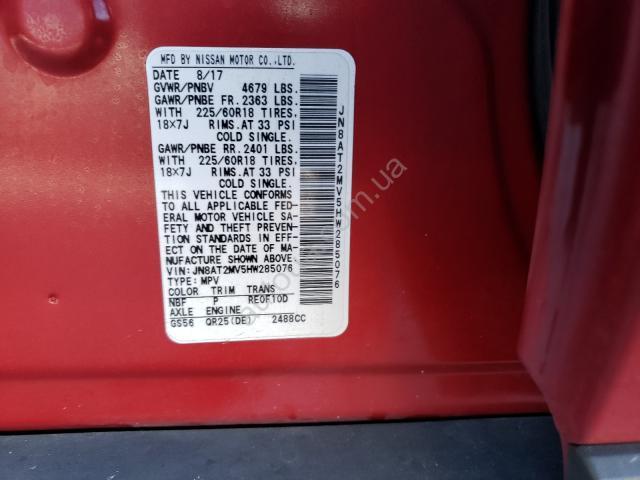 MFD BY NISSAN MOTOR CO.,LTD.
DATE 8/17
GVWR/PNBV 4679 LBS.
GAWR/PNBE FR. 2363 LBS.
WITH 225/60R18 TIRES,
18×7J RIMS,AT 33 PSI
COLD SINGLE.
GAWR/PNBE RR. 2401 LBS.
WITH 225/60R18 TIRES,
18×7J RIMS,AT 33 PSI
COLD SINGLE.
THIS VEHICLE CONFORMS
TO ALL APPLICABLE FED-
ERAL MOTOR VEHICLE SA-
FETY AND THEFT PREVEN-
TION STANDARDS IN EFF-
ECT ON THE DATE OF MA-
NUFACTURE SHOWN ABOVE.
VIN: JN8AT2MV5HW285076
TYPE: MPV
COLOR TRIM TRANS
NBF P RE0F10D
AXLE ENGINE
GS56 QR25(DE) 2488CC
JN8AT2MV5HW285076